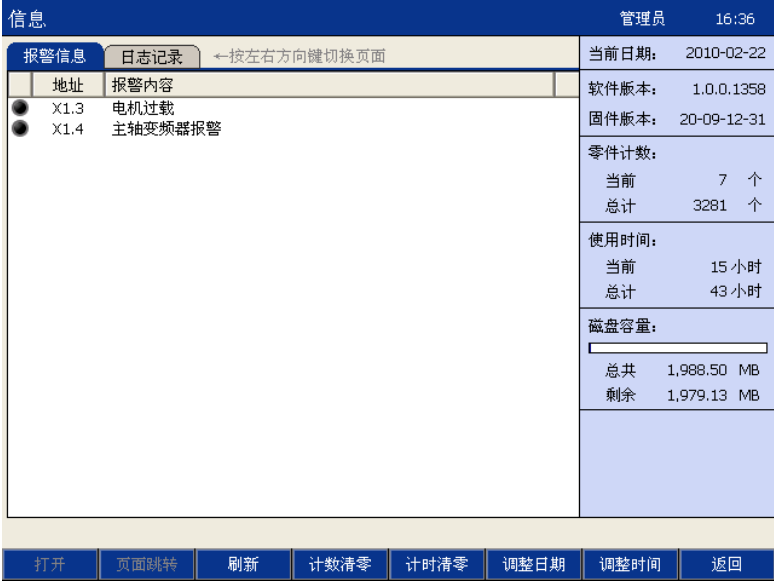 信息 管理员 16:36
报警信息 日志记录 ←按左右方向键切换页面
地址 报警内容
X1.3 电机过载
X1.4 主轴变频器报警
当前日期: 2010-02-22
软件版本: 1.0.0.1358
固件版本: 20-09-12-31
零件计数:
当前 7 个
总计 3281 个
使用时间:
当前 15 小时
总计 43 小时
磁盘容量:
总共 1,988.50 MB
剩余 1,979.13 MB
打开 页面跳转 刷新 计数清零 计时清零 调整日期 调整时间 返回